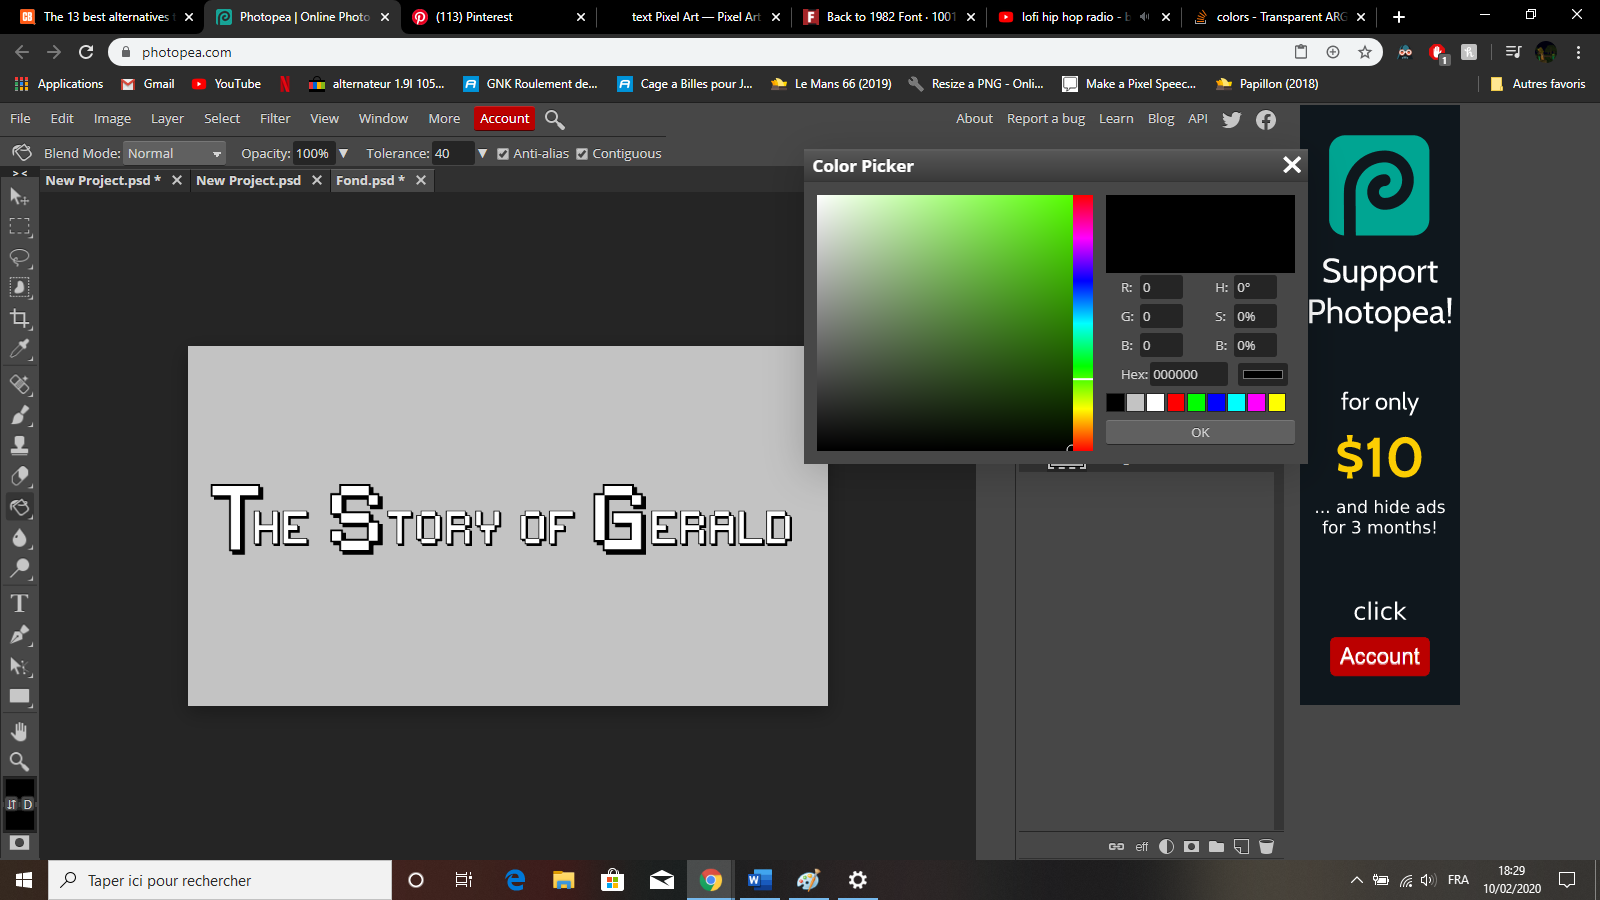 The 13 best alternatives
Photopea | Online Photo
(113) Pinterest
text Pixel Art — Pixel Art
Back to 1982 Font · 1001
lofi hip hop radio - b
colors - Transparent ARG
photopea.com
1
Applications
Gmail
YouTube
alternateur 1.9l 105...
GNK Roulement de...
Cage a Billes pour J...
Le Mans 66 (2019)
Resize a PNG - Onli...
Make a Pixel Speec...
Papillon (2018)
Autres favoris
File Edit Image Layer Select Filter View Window More Account
About Report a bug Learn Blog API
Blend Mode: Normal Opacity: 100% Tolerance: 40 Anti-alias Contiguous
New Project.psd * New Project.psd Fond.psd *
Color Picker
R: 0 H: 0°
G: 0 S: 0%
B: 0 B: 0%
Hex: 000000
OK
The Story of Gerald
Support
Photopea!
for only
$10
... and hide ads
for 3 months!
click
Account
D
eff
Taper ici pour rechercher
FRA
18:29
10/02/2020